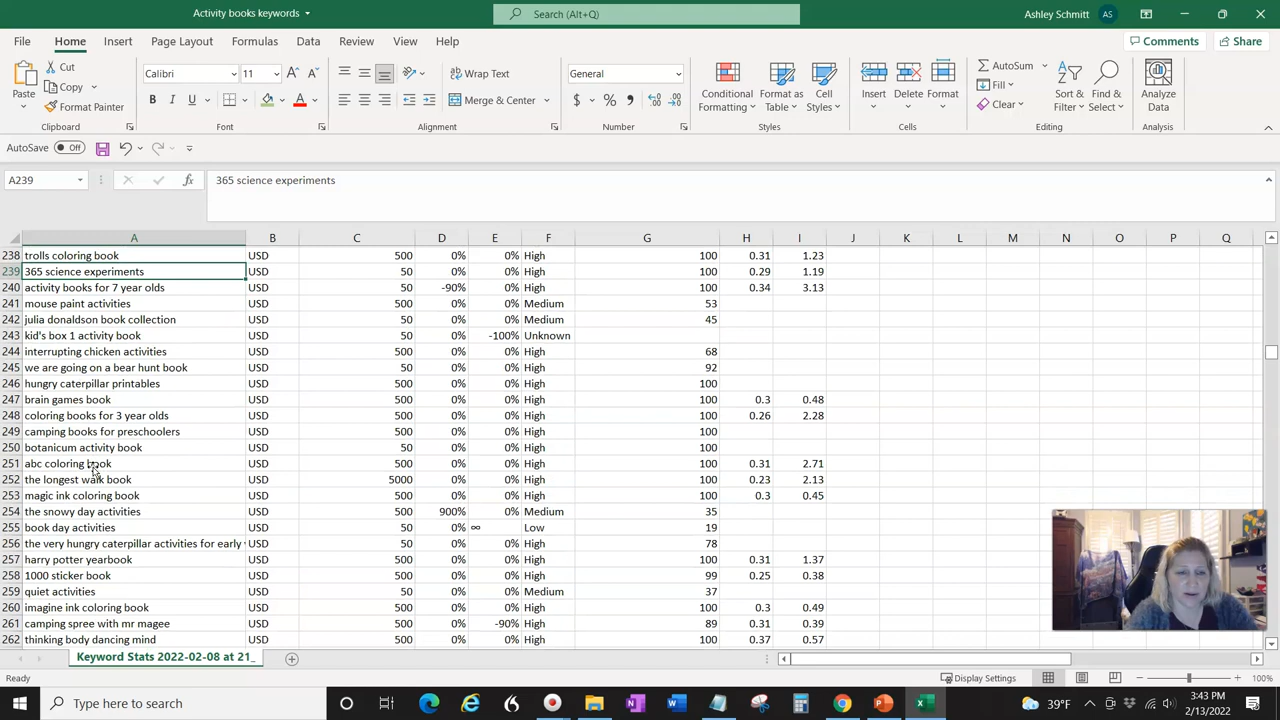 Activity books keywords
Search (Alt+Q)
Ashley Schmitt
AS
File Home Insert Page Layout Formulas Data Review View Help
Comments Share
Paste
Cut
Copy
Format Painter
Clipboard
Calibri 11
B I U
Font
Wrap Text
Merge & Center
Alignment
General
$ % ,
Number
Conditional Formatting
Format as Table
Cell Styles
Styles
Insert Delete Format
Cells
AutoSum
Fill
Clear
Sort & Filter
Find & Select
Editing
Analyze Data
Analysis
AutoSave Off
A239 fx 365 science experiments
A B C D E F G H I J K L M N O P Q
238 trolls coloring book USD 500 0% 0% High 100 0.31 1.23
239 365 science experiments USD 50 0% 0% High 100 0.29 1.19
240 activity books for 7 year olds USD 50 -90% 0% High 100 0.34 3.13
241 mouse paint activities USD 500 0% 0% Medium 53
242 julia donaldson book collection USD 50 0% 0% Medium 45
243 kid's box 1 activity book USD 50 0% -100% Unknown
244 interrupting chicken activities USD 500 0% 0% High 68
245 we are going on a bear hunt book USD 50 0% 0% High 92
246 hungry caterpillar printables USD 500 0% 0% High 100
247 brain games book USD 500 0% 0% High 100 0.3 0.48
248 coloring books for 3 year olds USD 500 0% 0% High 100 0.26 2.28
249 camping books for preschoolers USD 500 0% 0% High 100
250 botanicum activity book USD 50 0% 0% High 100
251 abc coloring book USD 500 0% 0% High 100 0.31 2.71
252 the longest walk book USD 5000 0% 0% High 100 0.23 2.13
253 magic ink coloring book USD 500 0% 0% High 100 0.3 0.45
254 the snowy day activities USD 500 900% 0% Medium 35
255 book day activities USD 50 0% ∞ Low 19
256 the very hungry caterpillar activities for early USD 50 0% 0% High 78
257 harry potter yearbook USD 500 0% 0% High 100 0.31 1.37
258 1000 sticker book USD 500 0% 0% High 99 0.25 0.38
259 quiet activities USD 50 0% 0% Medium 37
260 imagine ink coloring book USD 500 0% 0% High 100 0.3 0.49
261 camping spree with mr magee USD 500 0% -90% High 89 0.31 0.39
262 thinking body dancing mind USD 500 0% 0% High 100 0.37 0.57
Keyword Stats 2022-02-08 at 21_
Ready
Display Settings
100%
Type here to search
39°F
3:43 PM
2/13/2022